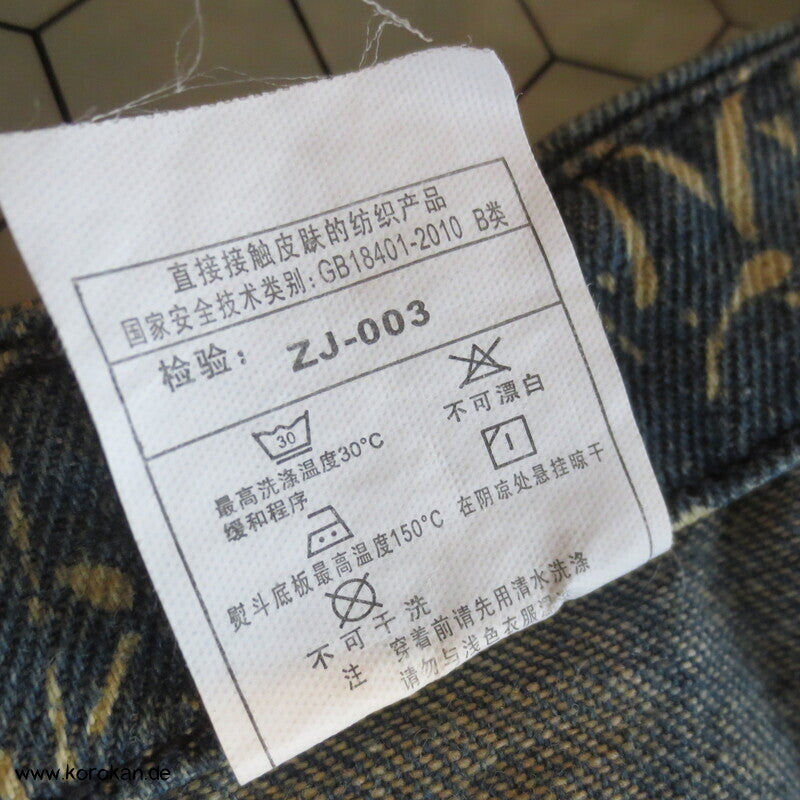 直接接触皮肤的纺织产品
国家安全技术类别：GB18401-2010 B类
检验：ZJ-003
30
最高洗涤温度30°C
缓和程序
不可漂白
熨斗底板最高温度150°C
在阴凉处悬挂晾干
不可干洗
注 穿着前请先用清水洗涤
请勿与浅色衣服
www.korokan.de